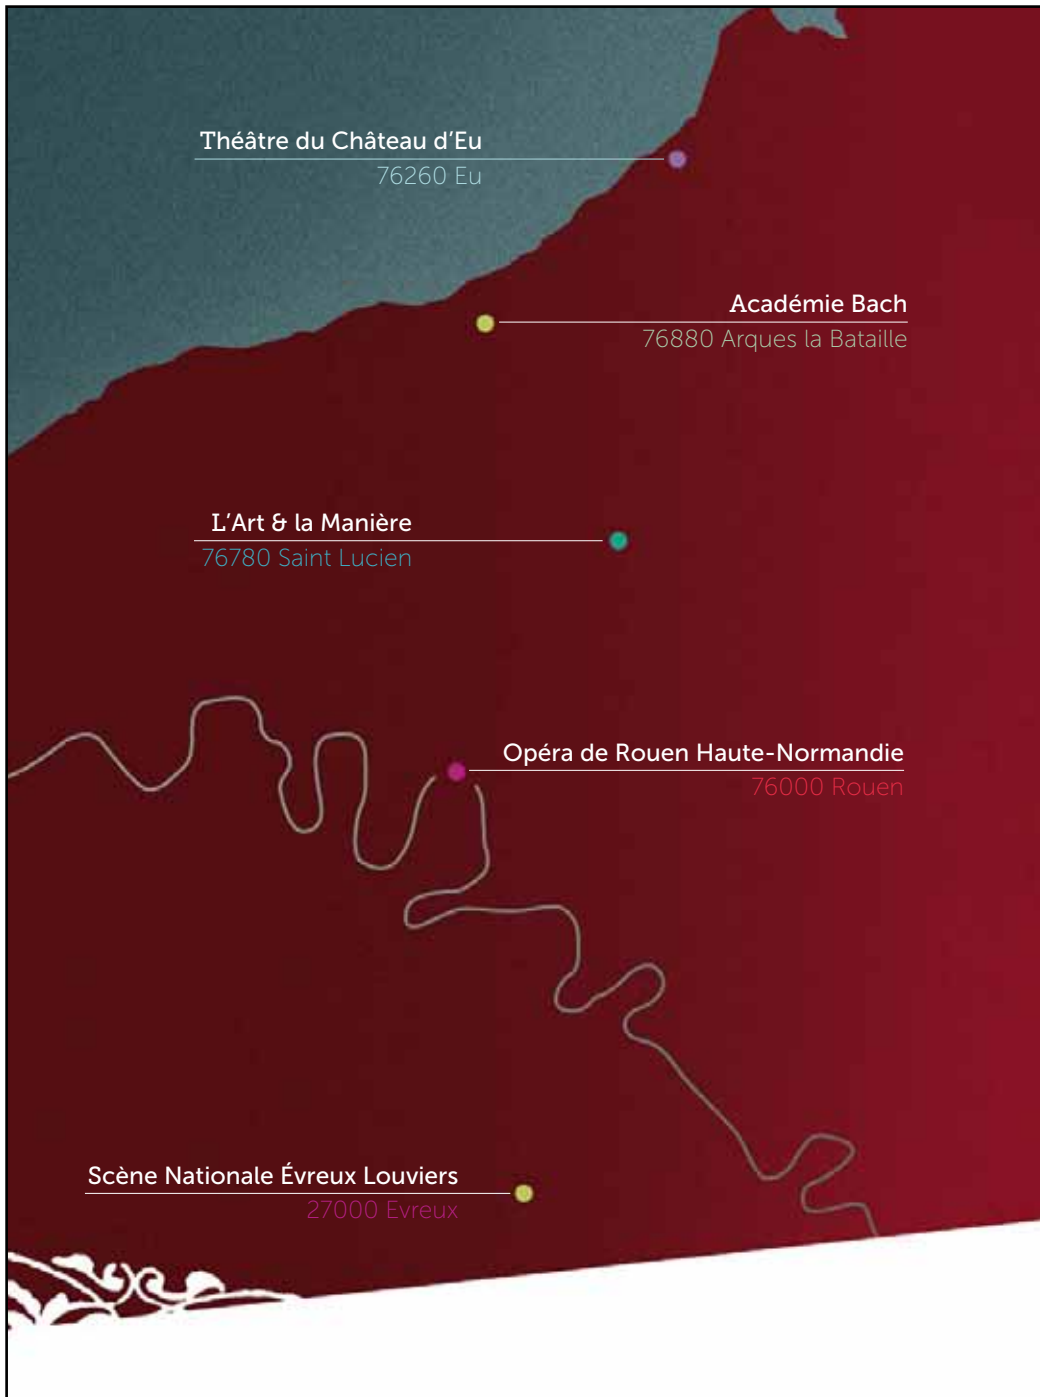 Théâtre du Château d'Eu
76260 Eu
Académie Bach
76880 Arques la Bataille
L'Art & la Manière
76780 Saint Lucien
Opéra de Rouen Haute-Normandie
76000 Rouen
Scène Nationale Évreux Louviers
27000 Evreux